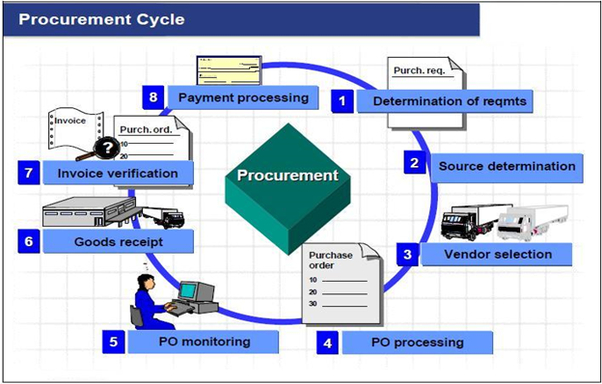 Procurement Cycle
Purch. req.
1 Determination of reqmts
2 Source determination
3 Vendor selection
Purchase
order
10
20
30
4 PO processing
5 PO monitoring
6 Goods receipt
Invoice
Purch. ord.
10
20
?
7 Invoice verification
8 Payment processing
Procurement